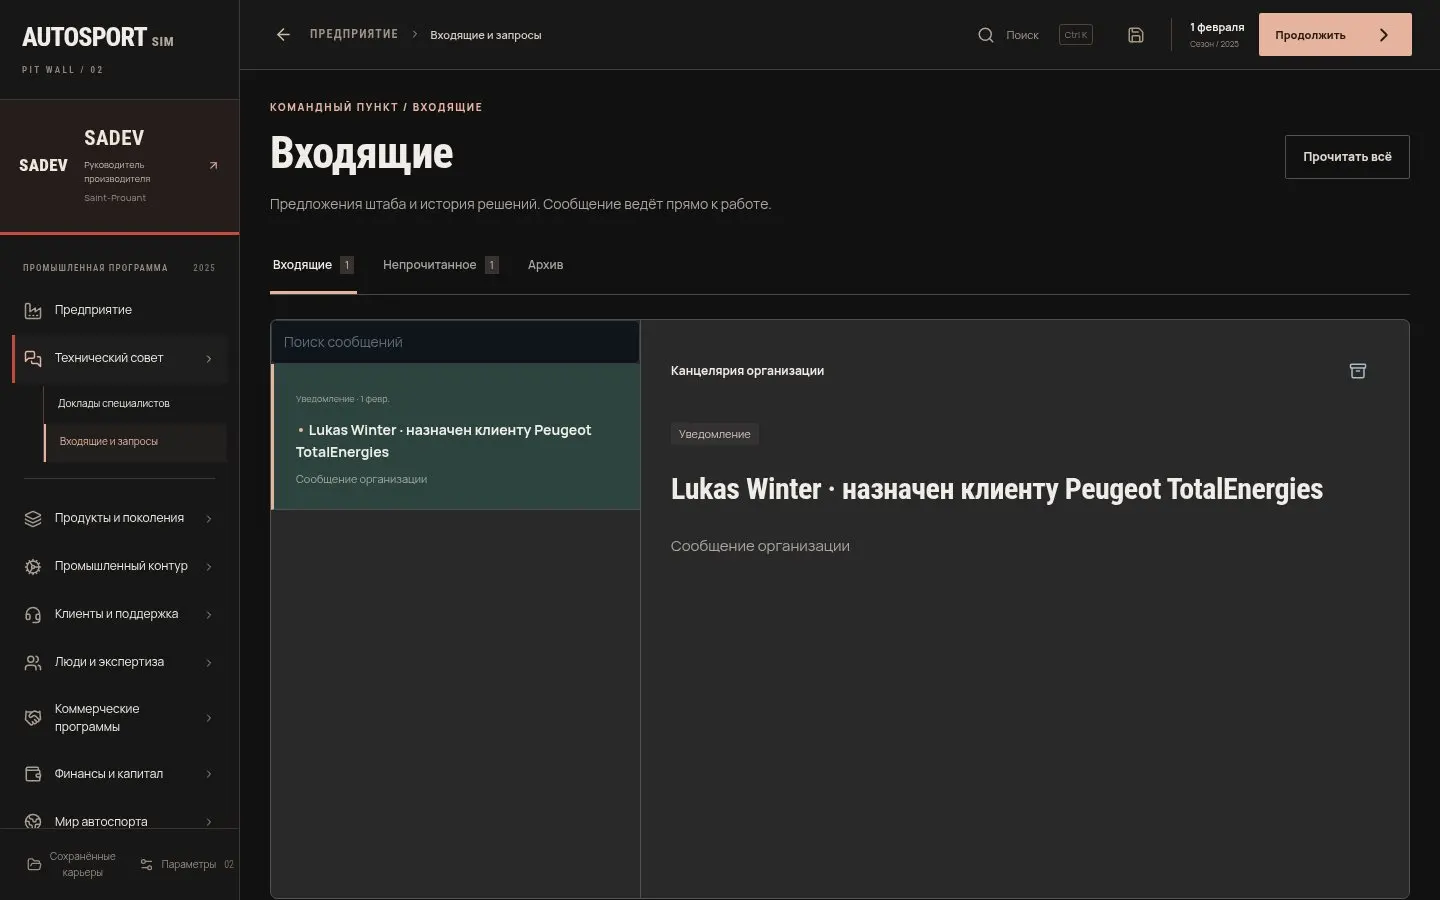 AUTOSPORT SIM
PIT WALL / 02
SADEV
SADEV
Руководитель
производителя
Saint-Prouant
ПРОМЫШЛЕННАЯ ПРОГРАММА 2025
Предприятие
Технический совет
Доклады специалистов
Входящие и запросы
Продукты и поколения
Промышленный контур
Клиенты и поддержка
Люди и экспертиза
Коммерческие
программы
Финансы и капитал
Мир автоспорта
Сохранённые
карьеры
Параметры 02
ПРЕДПРИЯТИЕ
Входящие и запросы
Поиск Ctrl K
1 февраля
Сезон / 2025
Продолжить
КОМАНДНЫЙ ПУНКТ / ВХОДЯЩИЕ
Входящие
Предложения штаба и история решений. Сообщение ведёт прямо к работе.
Прочитать всё
Входящие 1
Непрочитанное 1
Архив
Поиск сообщений
Уведомление · 1 февр.
• Lukas Winter · назначен клиенту Peugeot
TotalEnergies
Сообщение организации
Канцелярия организации
Уведомление
Lukas Winter · назначен клиенту Peugeot TotalEnergies
Сообщение организации